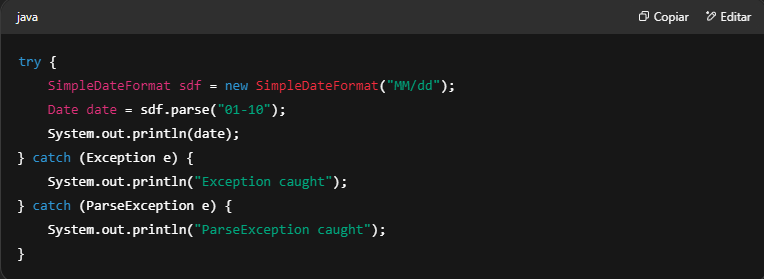 java Copiar Editar
try {
    SimpleDateFormat sdf = new SimpleDateFormat("MM/dd");
    Date date = sdf.parse("01-10");
    System.out.println(date);
} catch (Exception e) {
    System.out.println("Exception caught");
} catch (ParseException e) {
    System.out.println("ParseException caught");
}